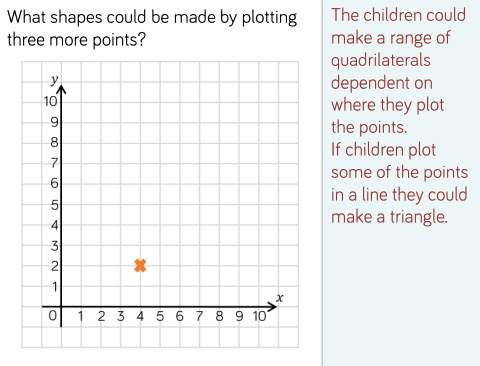 What shapes could be made by plotting
three more points?
y
10
9
8
7
6
5
4
3
2
1
x
0 1 2 3 4 5 6 7 8 9 10
The children could
make a range of
quadrilaterals
dependent on
where they plot
the points.
If children plot
some of the points
in a line they could
make a triangle.